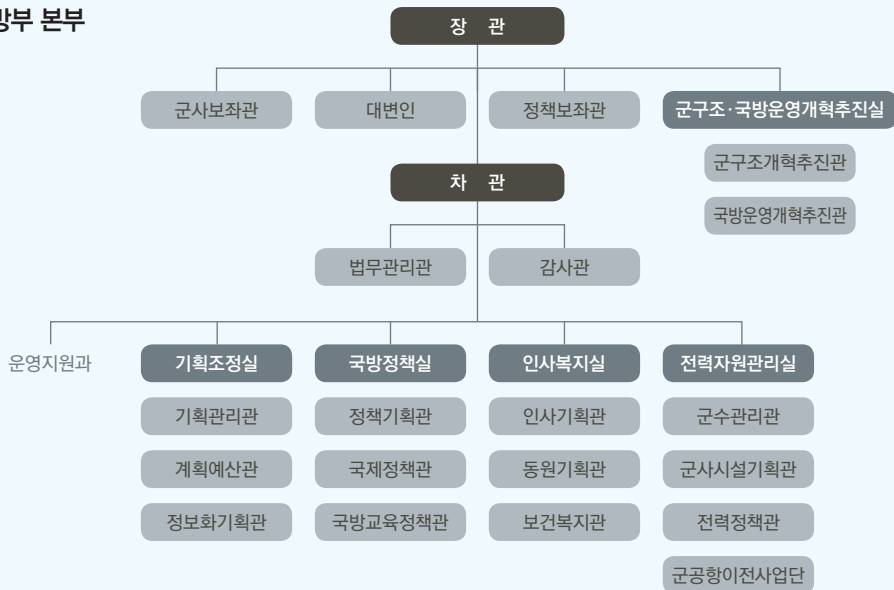 방부 본부
장 관
군사보좌관
대변인
정책보좌관
군구조·국방운영개혁추진실
군구조개혁추진관
국방운영개혁추진관
차 관
법무관리관
감사관
운영지원과
기획조정실
국방정책실
인사복지실
전력자원관리실
기획관리관
정책기획관
인사기획관
군수관리관
계획예산관
국제정책관
동원기획관
군사시설기획관
정보화기획관
국방교육정책관
보건복지관
전력정책관
군공항이전사업단